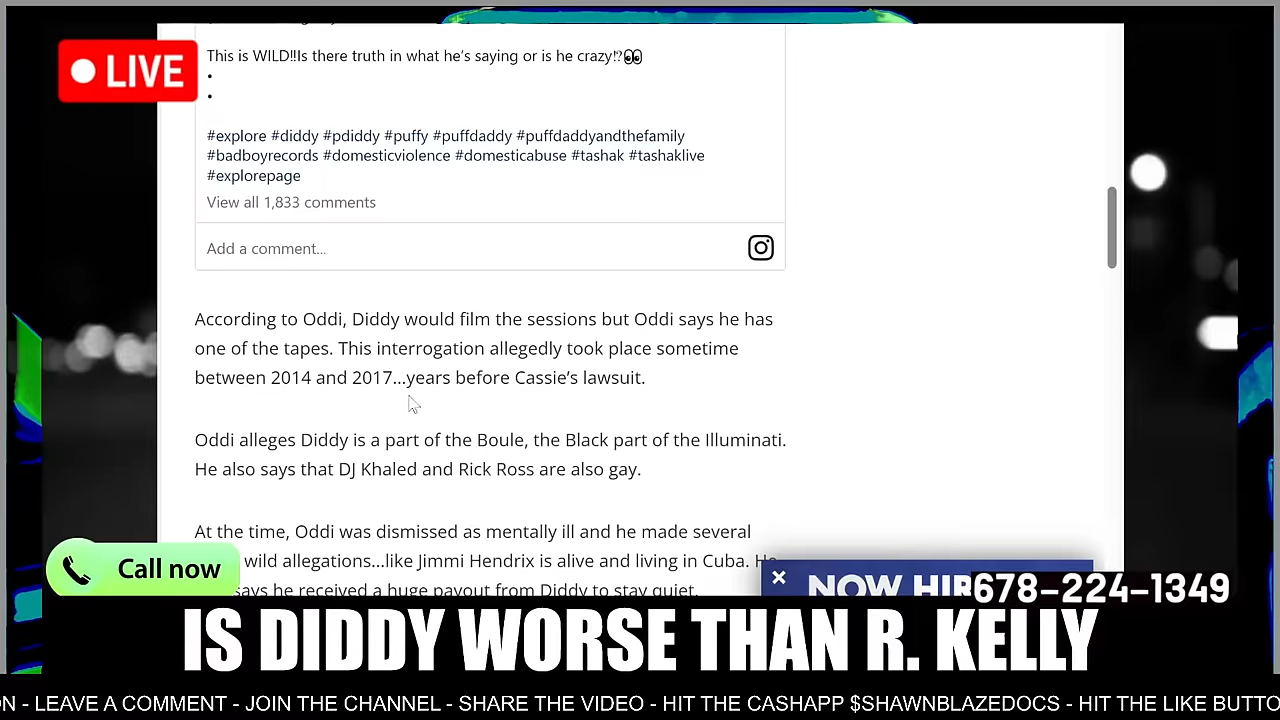 This is WILD!!Is there truth in what he's saying or is he crazy!?👀
LIVE
•
•
#explore #diddy #pdiddy #puffy #puffdaddy #puffdaddyandthefamily
#badboyrecords #domesticviolence #domesticabuse #tashak #tashaklive
#explorepage
View all 1,833 comments
Add a comment...
According to Oddi, Diddy would film the sessions but Oddi says he has
one of the tapes. This interrogation allegedly took place sometime
between 2014 and 2017...years before Cassie's lawsuit.
Oddi alleges Diddy is a part of the Boule, the Black part of the Illuminati.
He also says that DJ Khaled and Rick Ross are also gay.
At the time, Oddi was dismissed as mentally ill and he made several
wild allegations...like Jimmi Hendrix is alive and living in Cuba. He
says he received a huge payout from Diddy to stay quiet.
Call now
NOW
678-224-1349
IS DIDDY WORSE THAN R. KELLY
- LEAVE A COMMENT - JOIN THE CHANNEL - SHARE THE VIDEO - HIT THE CASHAPP $SHAWNBLAZEDOCS - HIT THE LIKE